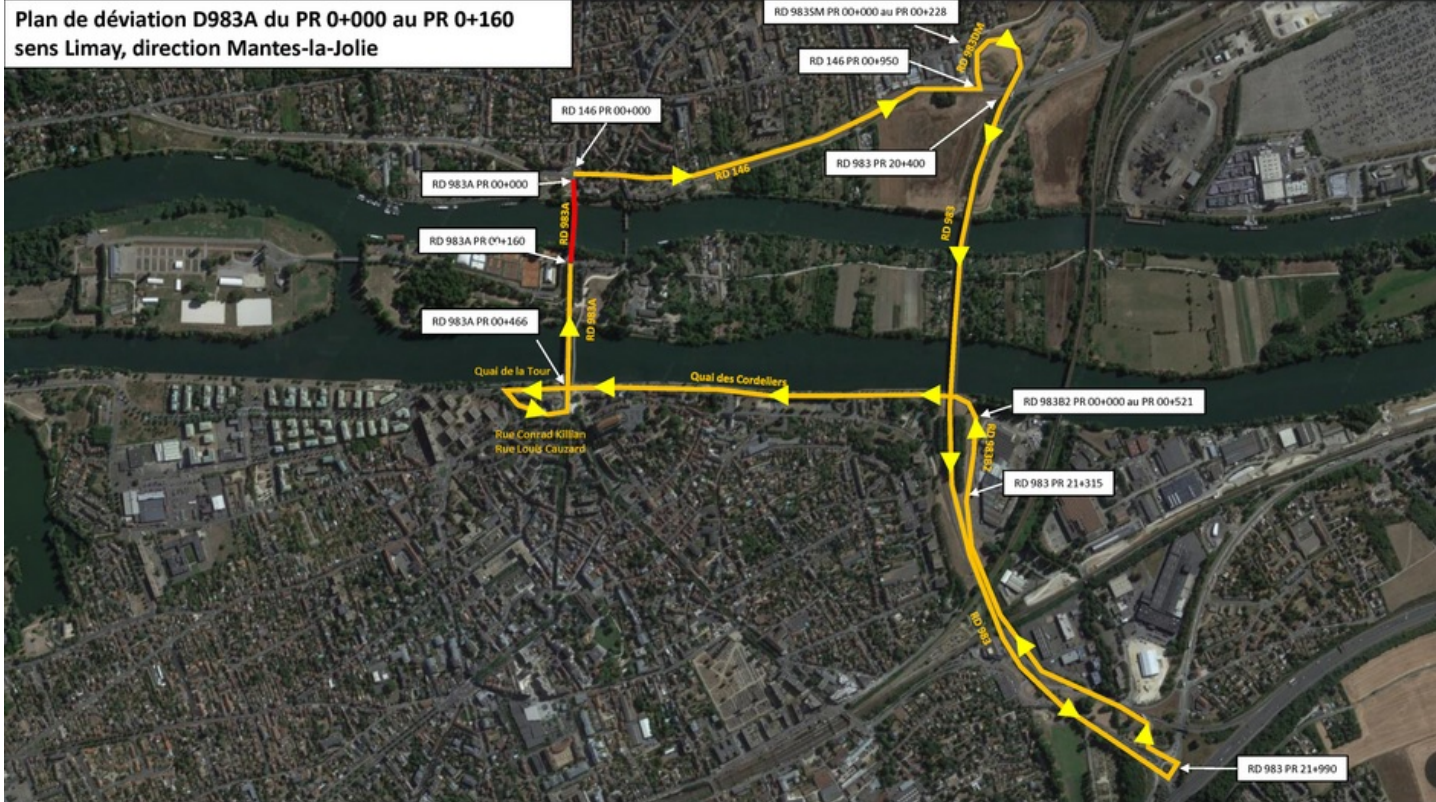 Plan de déviation D983A du PR 0+000 au PR 0+160
sens Limay, direction Mantes-la-Jolie
RD 983SM PR 00+000 au PR 00+228
RD 983DM
RD 146 PR 00+950
RD 146 PR 00+000
RD 983 PR 20+400
RD 146
RD 983A PR 00+000
RD 983A
RD 983
RD 983A PR 00+160
RD 983A
RD 983A PR 00+466
Quai de la Tour
Quai des Cordeliers
RD 983B2 PR 00+000 au PR 00+521
Rue Conrad Killian
Rue Louis Cauzard
RD 983B2
RD 983 PR 21+315
RD 983
RD 983 PR 21+990